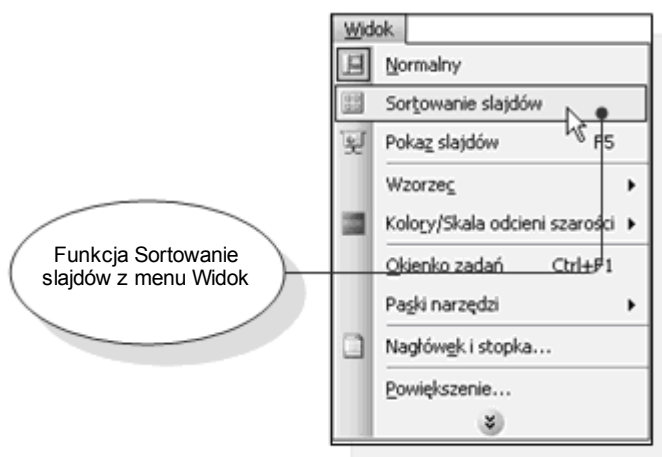 Widok
Normalny
Sortowanie slajdów
Pokaz slajdów F5
Wzorzec
Kolory/Skala odcieni szarości
Okienko zadań Ctrl+F1
Paski narzędzi
Nagłówek i stopka...
Powiększenie...
Funkcja Sortowanie
slajdów z menu Widok